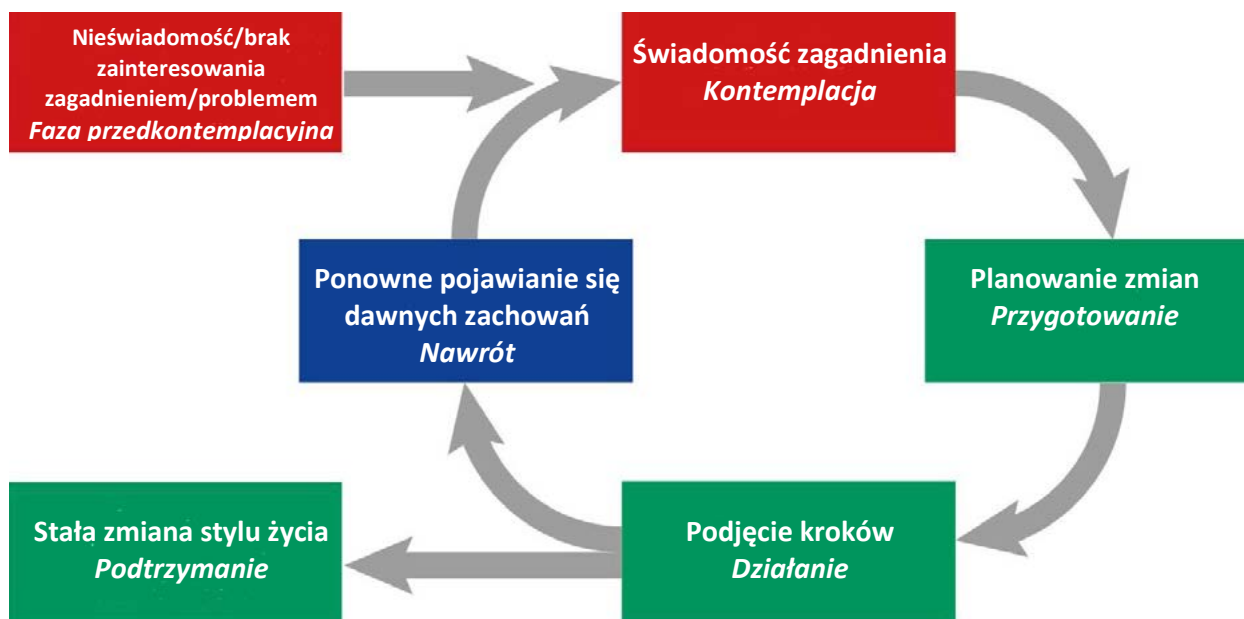 Nieświadomość/brak
zainteresowania
zagadnieniem/problemem
Faza przedkontemplacyjna
Świadomość zagadnienia
Kontemplacja
Ponowne pojawianie się
dawnych zachowań
Nawrót
Planowanie zmian
Przygotowanie
Stała zmiana stylu życia
Podtrzymanie
Podjęcie kroków
Działanie